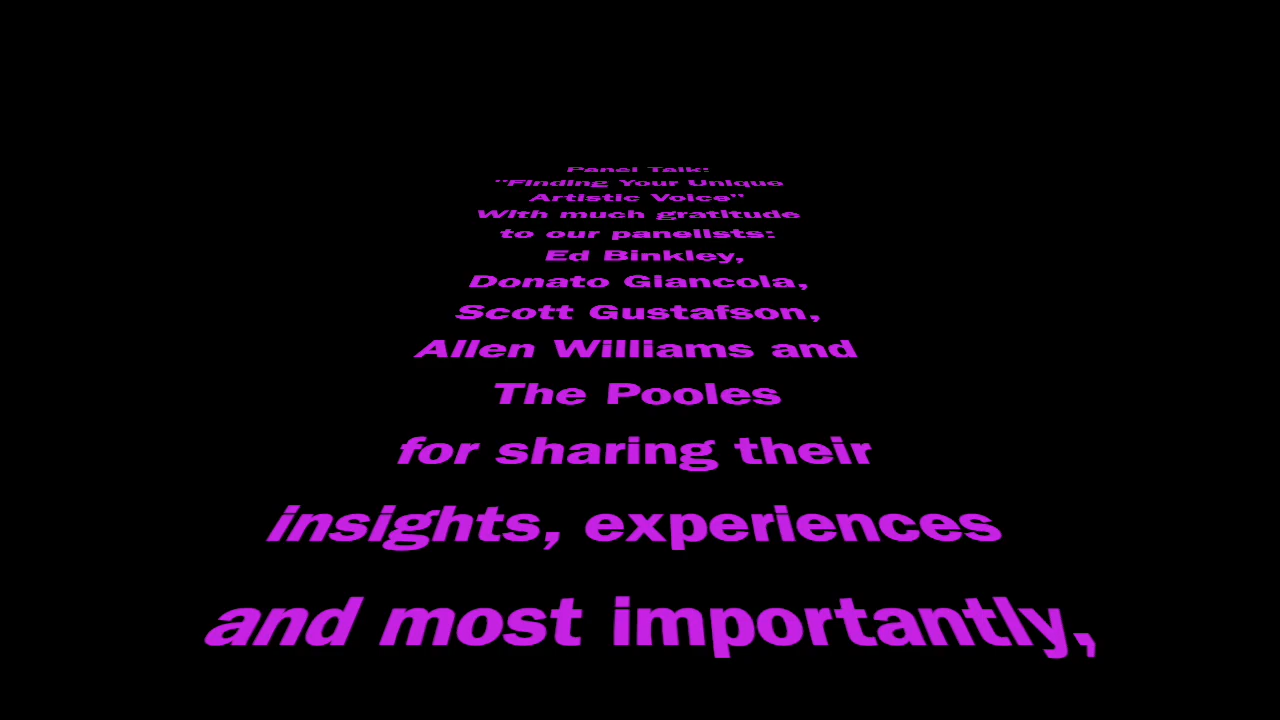 Panel Talk:
"Finding Your Unique
Artistic Voice"
With much gratitude
to our panelists:
Ed Binkley,
Donato Giancola,
Scott Gustafson,
Allen Williams and
The Pooles
for sharing their
insights, experiences
and most importantly,